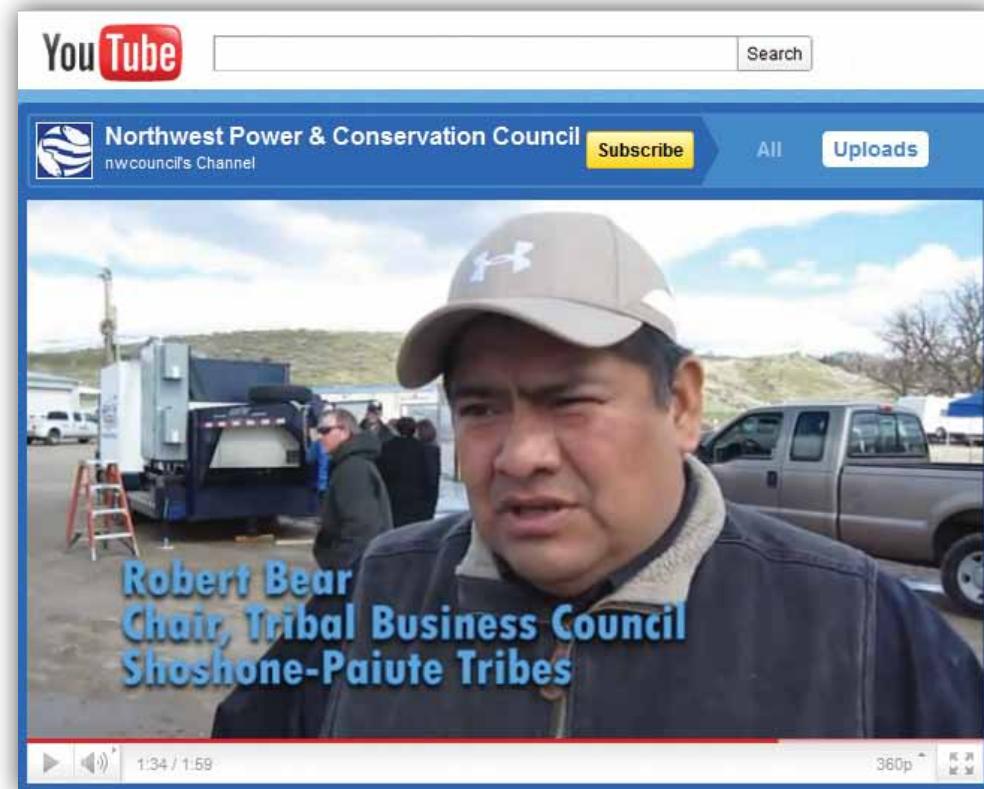 YouTube
Search
Northwest Power & Conservation Council
nwcouncil's Channel
Subscribe
All
Uploads
Robert Bear
Chair, Tribal Business Council
Shoshone-Paiute Tribes
1:34 / 1:59
360p